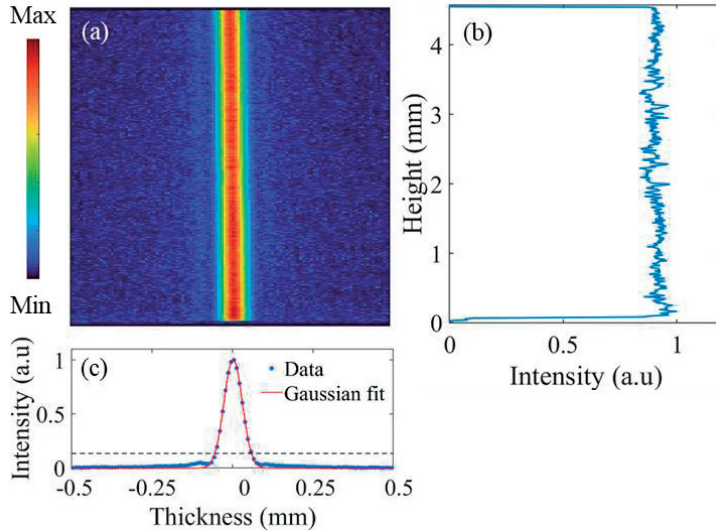 Max
Min
(a)
(b)
4
3
2
1
0
Height (mm)
0
0.5
1
Intensity (a.u)
(c)
1
0.5
0
Intensity (a.u)
Data
Gaussian fit
-0.5
-0.25
0
0.25
0.5
Thickness (mm)